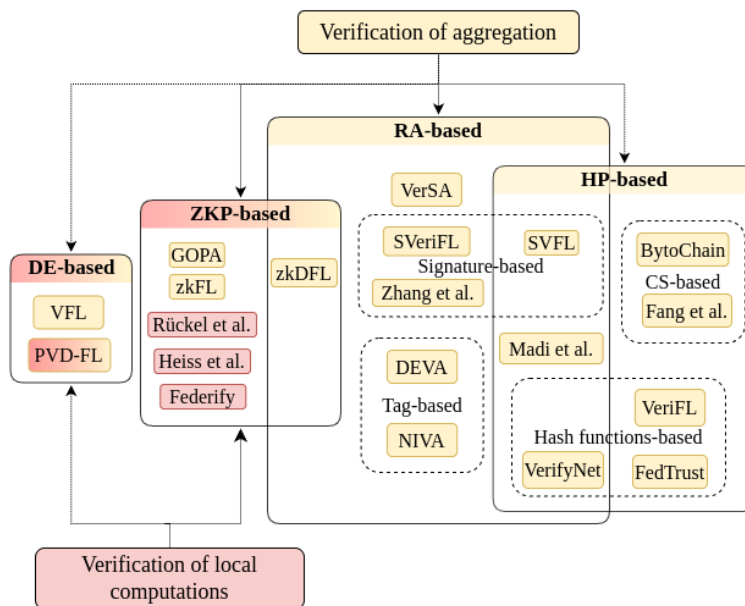 Verification of aggregation
RA-based
HP-based
VerSA
ZKP-based
SVeriFL
SVFL
BytoChain
GOPA
DE-based
zkDFL
Signature-based
CS-based
zkFL
Zhang et al.
Fang et al.
VFL
Rückel et al.
Madi et al.
PVD-FL
Heiss et al.
DEVA
Federify
Tag-based
VeriFL
NIVA
Hash functions-based
VerifyNet
FedTrust
Verification of local
computations